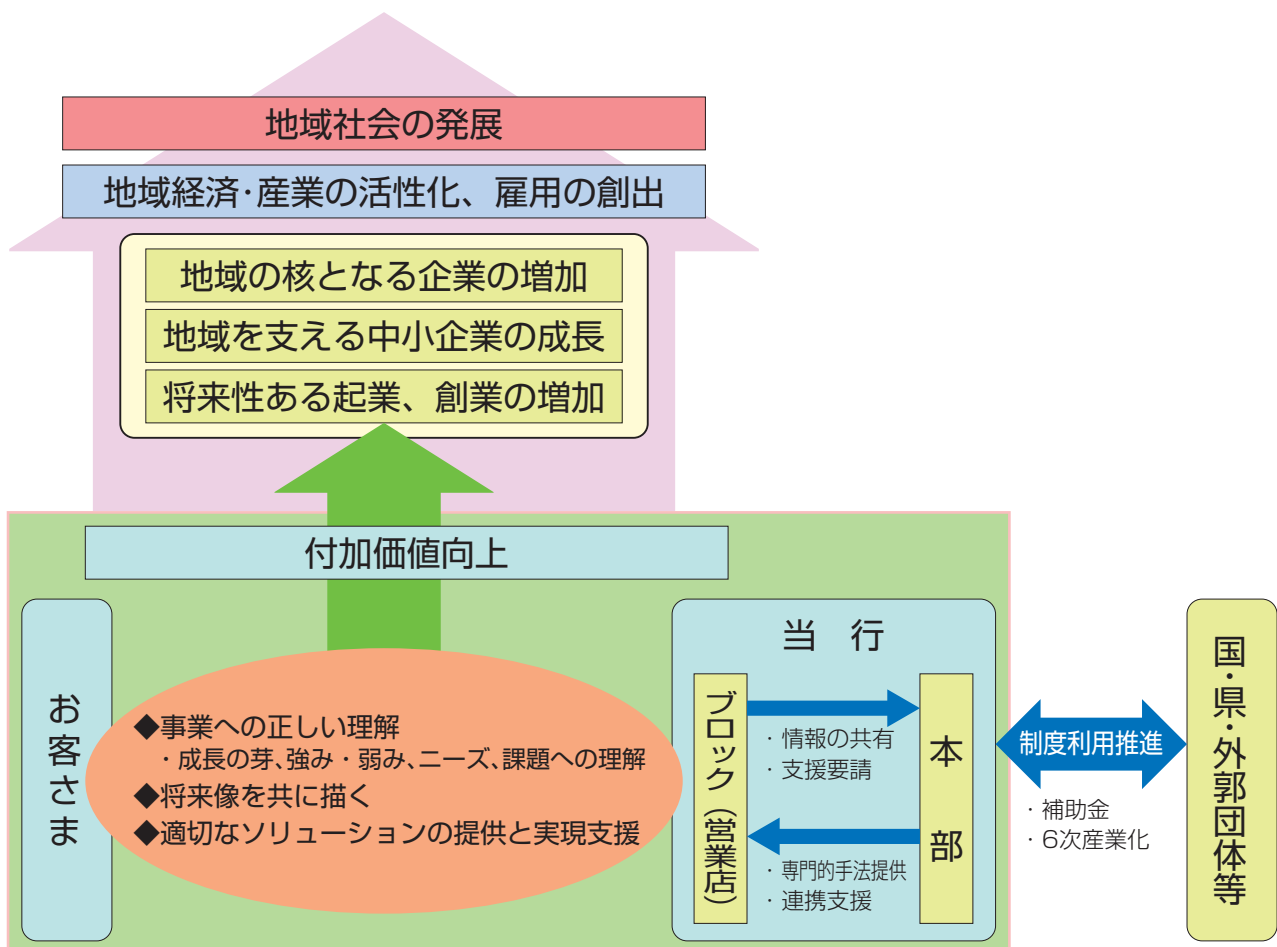 地域社会の発展
地域経済・産業の活性化、雇用の創出
地域の核となる企業の増加
地域を支える中小企業の成長
将来性ある起業、創業の増加
付加価値向上
お客さま
◆事業への正しい理解
・成長の芽、強み・弱み、ニーズ、課題への理解
◆将来像を共に描く
◆適切なソリューションの提供と実現支援
当 行
ブロック（営業店）
・情報の共有
・支援要請
・専門的手法提供
・連携支援
本 部
制度利用推進
・補助金
・6次産業化
国・県・外郭団体等